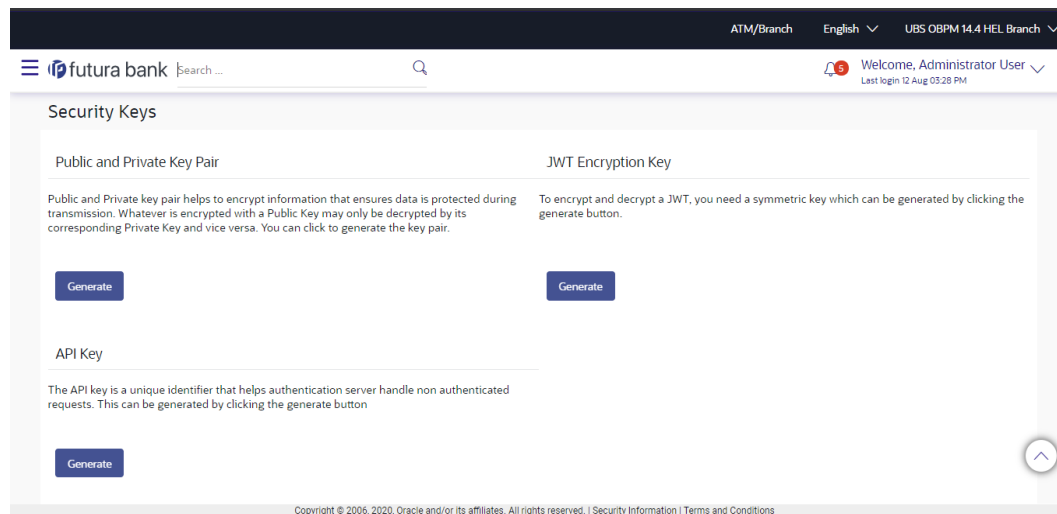 ATM/Branch English UBS OBPM 14.4 HEL Branch
futura bank Search ... 5 Welcome, Administrator User
Last login 12 Aug 03:28 PM
Security Keys
Public and Private Key Pair
Public and Private key pair helps to encrypt information that ensures data is protected during
transmission. Whatever is encrypted with a Public Key may only be decrypted by its
corresponding Private Key and vice versa. You can click to generate the key pair.
Generate
JWT Encryption Key
To encrypt and decrypt a JWT, you need a symmetric key which can be generated by clicking the
generate button.
Generate
API Key
The API key is a unique identifier that helps authentication server handle non authenticated
requests. This can be generated by clicking the generate button
Generate
Copyright © 2006, 2020, Oracle and/or its affiliates. All rights reserved. | Security Information | Terms and Conditions